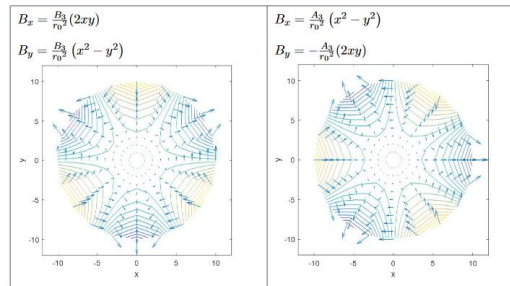 B_x = \frac{B_3}{r_0^2}(2xy)
B_y = \frac{B_3}{r_0^2}(x^2 - y^2)
10
5
0
-5
-10
y
-10 -5 0 5 10
x
B_x = \frac{A_3}{r_0^2}(x^2 - y^2)
B_y = -\frac{A_3}{r_0^2}(2xy)
10
5
0
-5
-10
y
-10 -5 0 5 10
x